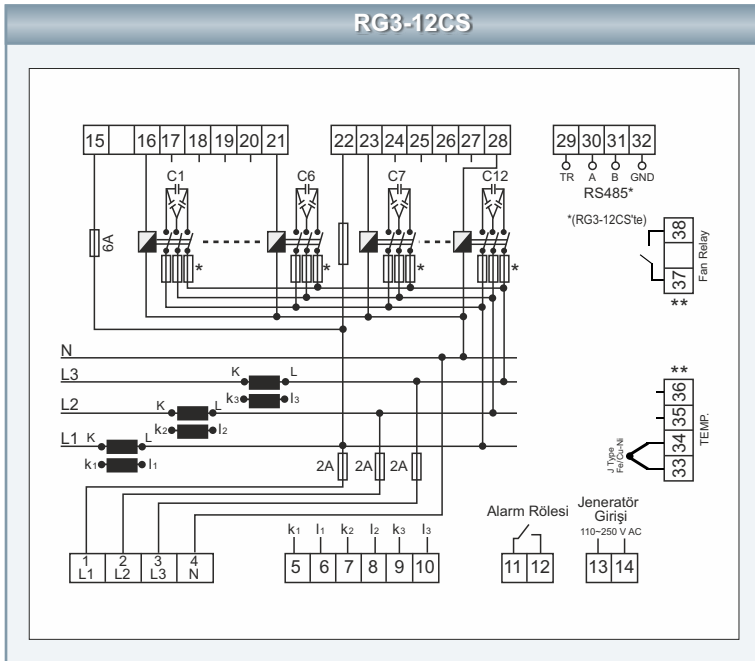 RG3-12CS
15 16 17 18 19 20 21
22 23 24 25 26 27 28
29 30 31 32
TR A B GND
RS485*
C1 C6 C7 C12
*(RG3-12CS'te)
6A
* * * *
38
37
Fan Relay
**
N
L3 K L
k3 l3
L2 K L
k2 l2
L1 K L
k1 l1
2A 2A 2A
**
36
35
34
33
TEMP.
J Type
Fe/Cu-Ni
1 2 3 4
L1 L2 L3 N
k1 l1 k2 l2 k3 l3
5 6 7 8 9 10
Alarm Rölesi
11 12
Jeneratör
Girişi
110~250 V AC
13 14